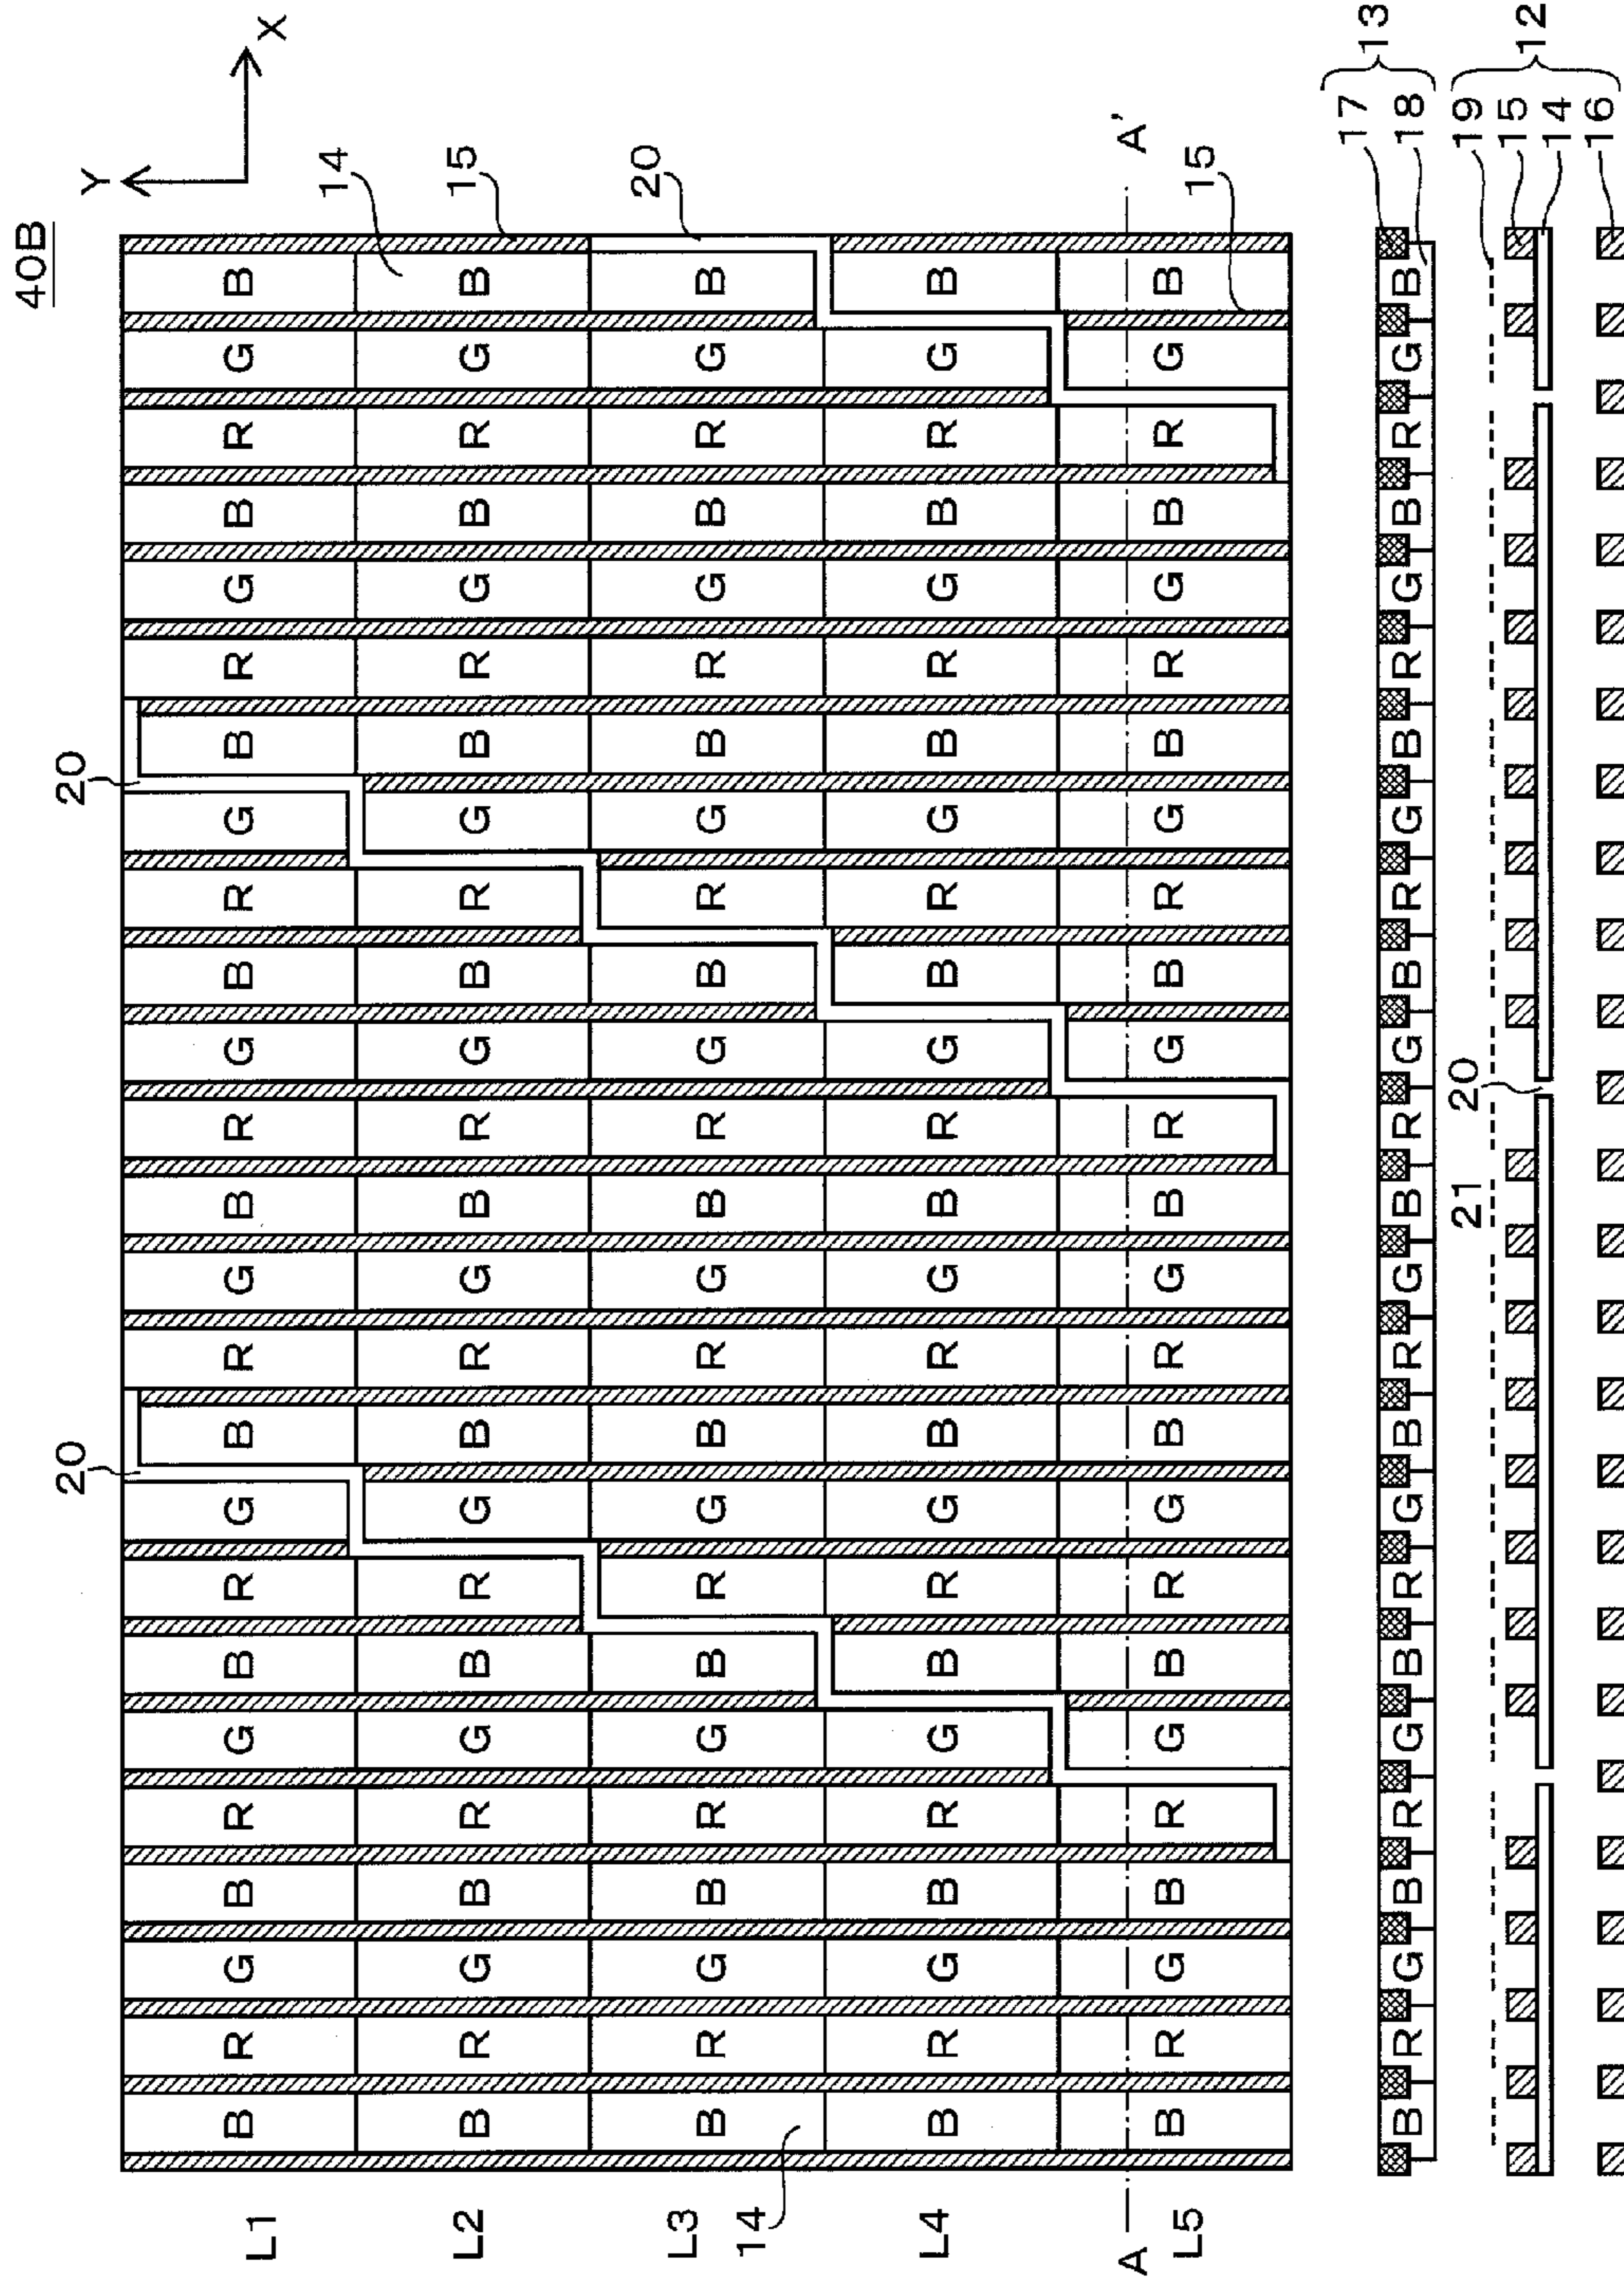 40B
20 20 Y
X
L1 B R G B R G B R G B R G B R G B R G B R G B R G B 14
L2 B R G B R G B R G B R G B R G B R G B R G B R G B 15
L3 B R G B R G B R G B R G B R G B R G B R G B R G B 20
14
L4 B R G B R G B R G B R G B R G B R G B R G B R G B
A A'
L5 B R G B R G B R G B R G B R G B R G B R G B R G B 15
17
B R G B R G B R G B R G B R G B R G B R G B R G B 18 13
21 20 19
15
14 12
16